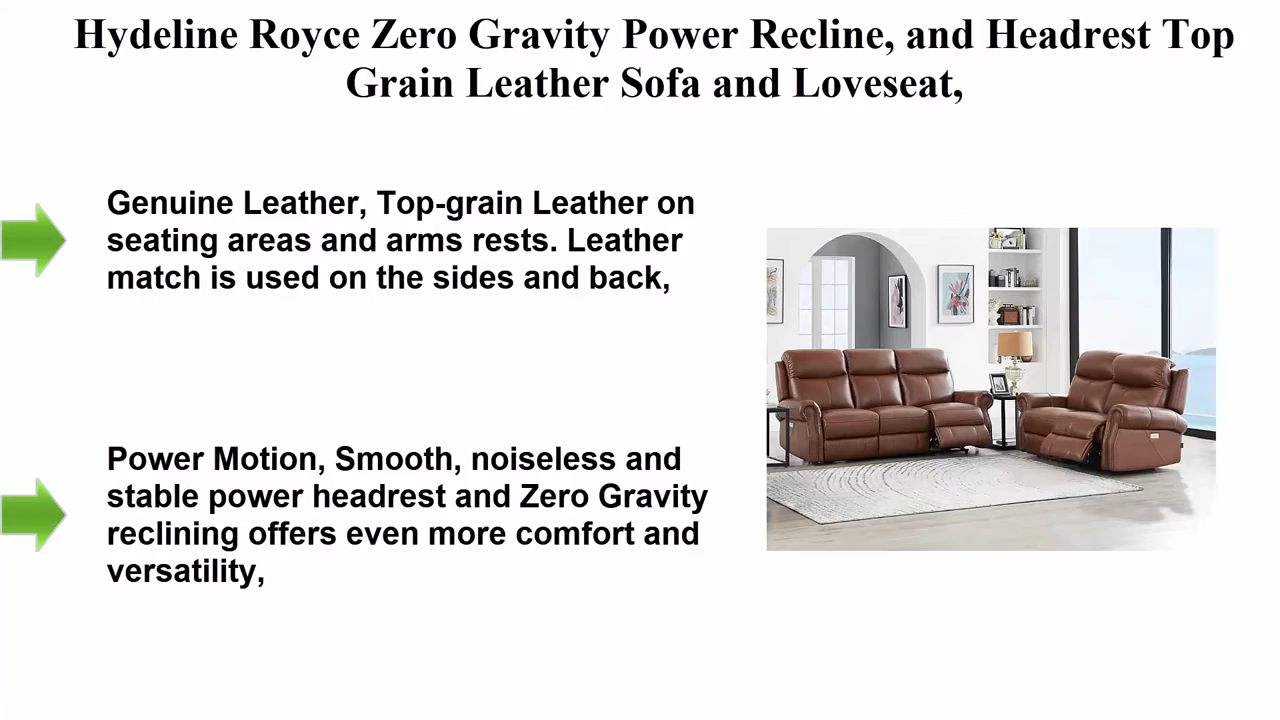 Hydeline Royce Zero Gravity Power Recline, and Headrest Top
Grain Leather Sofa and Loveseat,
Genuine Leather, Top-grain Leather on
seating areas and arms rests. Leather
match is used on the sides and back,
Power Motion, Smooth, noiseless and
stable power headrest and Zero Gravity
reclining offers even more comfort and
versatility,